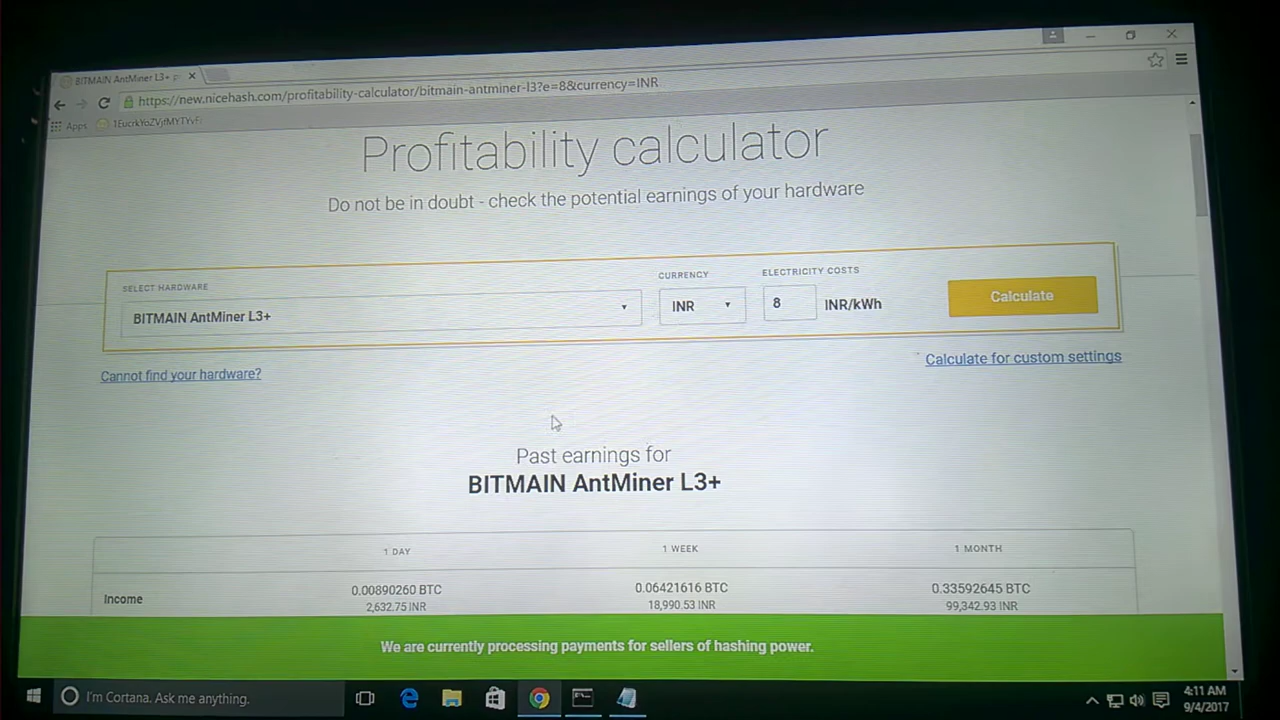 BITMAIN AntMiner L3+ p
https://new.nicehash.com/profitability-calculator/bitmain-antminer-l3?e=8&currency=INR
Apps
Profitability calculator
Do not be in doubt - check the potential earnings of your hardware
SELECT HARDWARE CURRENCY ELECTRICITY COSTS
BITMAIN AntMiner L3+ INR 8 INR/kWh Calculate
Cannot find your hardware? Calculate for custom settings
Past earnings for
BITMAIN AntMiner L3+
1 DAY 1 WEEK 1 MONTH
Income 0.00890260 BTC 0.06421616 BTC 0.33592645 BTC
2,632.75 INR 18,990.53 INR 99,342.93 INR
We are currently processing payments for sellers of hashing power.
I'm Cortana. Ask me anything.
4:11 AM
9/4/2017